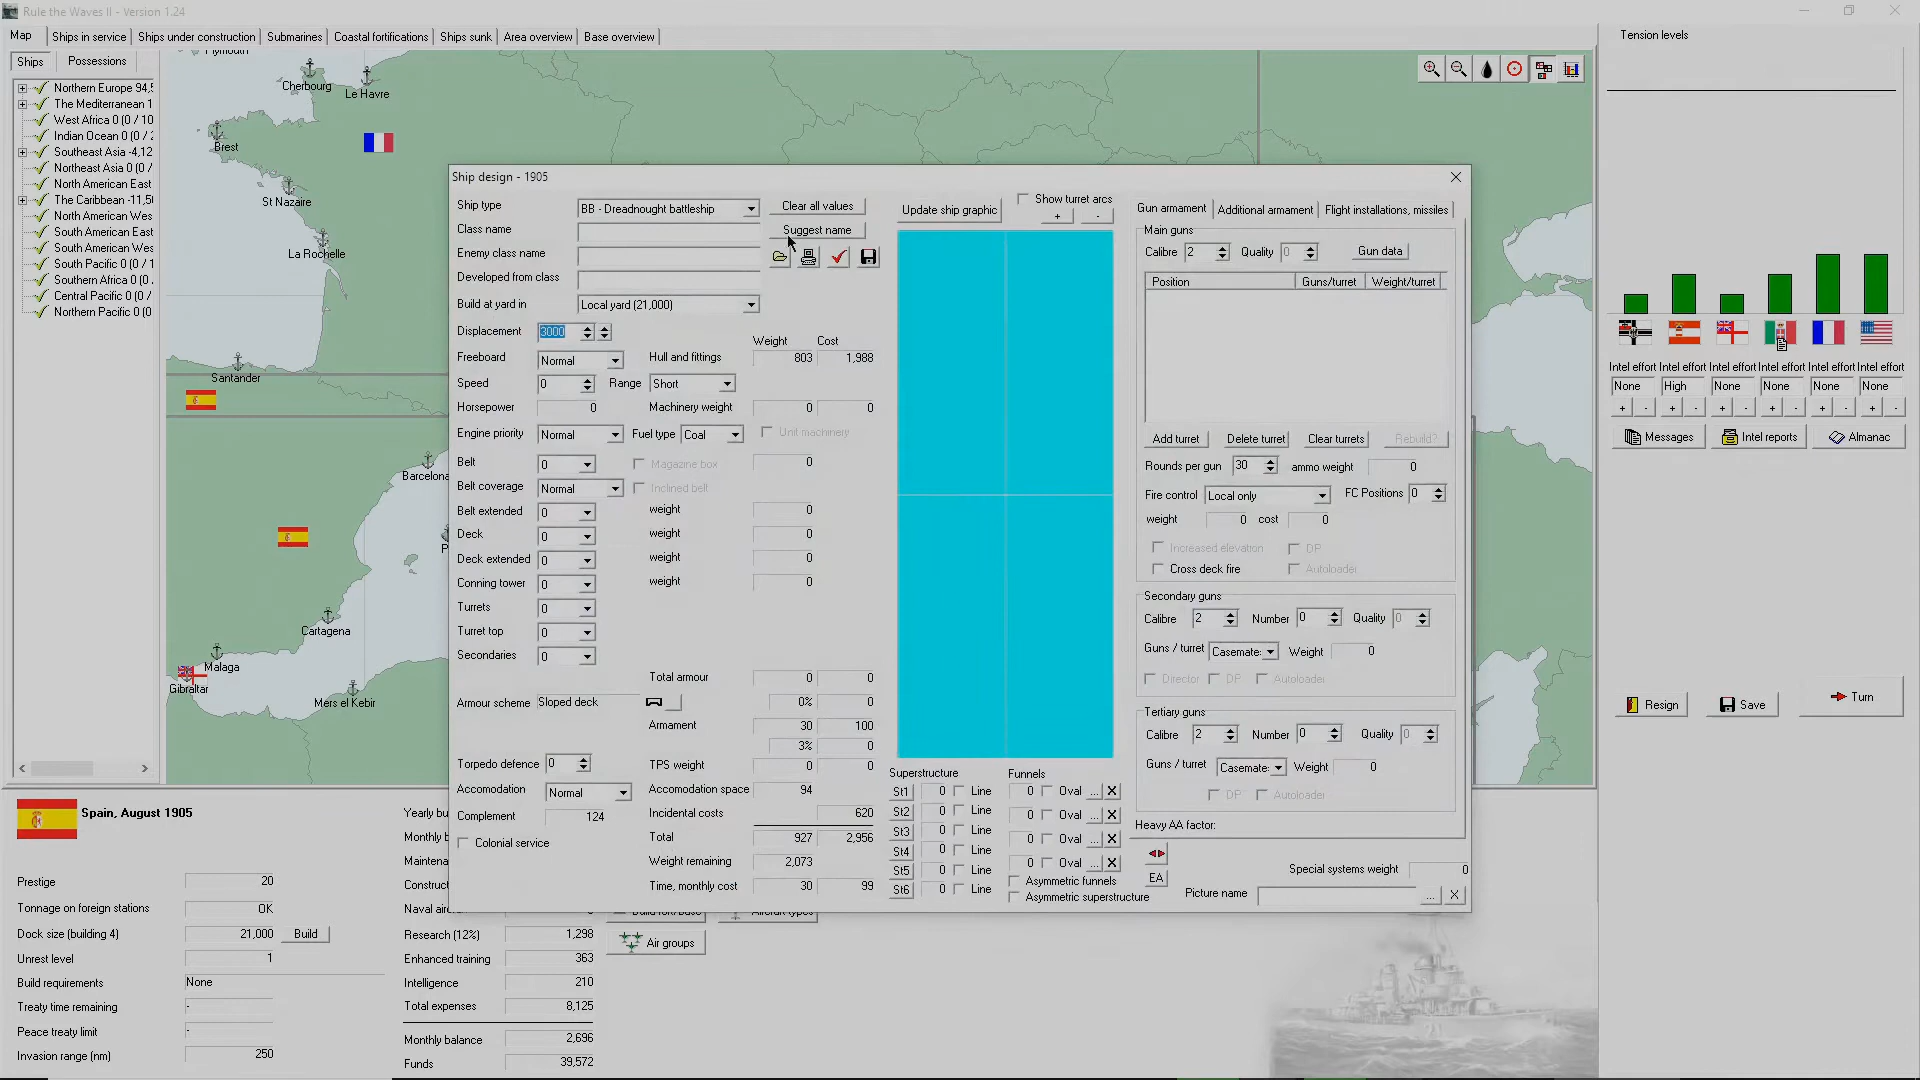 Rule the Waves II - Version 1.24
Map
Ships in service
Ships under construction
Submarines
Coastal fortifications
Ships sunk
Area overview
Base overview
Ships
Possessions
Northern Europe 94,5
The Mediterranean 1
West Africa 0 (0 / 10
Indian Ocean 0 (0 / 2
Southeast Asia -4,12
Northeast Asia 0 (0 /
North American East
The Caribbean -11,50
North American Wes
South American East
South American Wes
South Pacific 0 (0 / 1
Southern Africa 0 (0
Central Pacific 0 (0 /
Northern Pacific 0 (0
Plymouth
Cherbourg
Le Havre
Brest
St Nazaire
La Rochelle
Santander
Barcelona
Cartagena
Malaga
Gibraltar
Mers el Kebir
Ship design - 1905
Ship type
BB - Dreadnought battleship
Clear all values
Class name
Suggest name
Enemy class name
Developed from class
Build at yard in
Local yard (21,000)
Displacement
3000
Weight Cost
Freeboard Normal Hull and fittings 803 1,988
Speed 0 Range Short
Horsepower 0 Machinery weight 0 0
Engine priority Normal Fuel type Coal Unit machinery
Belt 0 Magazine box 0
Belt coverage Normal Inclined belt
Belt extended 0 weight 0
Deck 0 weight 0
Deck extended 0 weight 0
Conning tower 0 weight 0
Turrets 0
Turret top 0
Secondaries 0
Total armour 0 0
Armour scheme Sloped deck 0% 0
Armament 30 100
3% 0
Torpedo defence 0 TPS weight 0 0
Accomodation Normal Accomodation space 94
Complement 124 Incidental costs 620
Colonial service Total 927 2,956
Weight remaining 2,073
Time, monthly cost 30 99
Update ship graphic
Show turret arcs
+ -
Superstructure Funnels
St1 0 Line 0 Oval ... X
St2 0 Line 0 Oval ... X
St3 0 Line 0 Oval ... X
St4 0 Line 0 Oval ... X
St5 0 Line
St6 0 Line
Asymmetric funnels
Asymmetric superstructure
Gun armament
Additional armament
Flight installations, missiles
Main guns
Calibre 2 Quality 0 Gun data
Position Guns/turret Weight/turret
Add turret Delete turret Clear turrets Rebuild?
Rounds per gun 30 ammo weight 0
Fire control Local only FC Positions 0
weight 0 cost 0
Increased elevation DP
Cross deck fire Autoloader
Secondary guns
Calibre 2 Number 0 Quality 0
Guns / turret Casemate: Weight 0
Director DP Autoloader
Tertiary guns
Calibre 2 Number 0 Quality 0
Guns / turret Casemate: Weight 0
DP Autoloader
Heavy AA factor:
EA
Special systems weight 0
Picture name ... X
Tension levels
Intel effort Intel effort Intel effort Intel effort Intel effort Intel effort
None High None None None None
+ - + - + - + - + - + -
Messages
Intel reports
Almanac
Resign
Save
Turn
Spain, August 1905
Prestige 20
Tonnage on foreign stations OK
Dock size (building 4) 21,000 Build
Unrest level 1
Build requirements None
Treaty time remaining -
Peace treaty limit -
Invasion range (nm) 250
Yearly bu
Monthly b
Maintena
Construc
Naval airc
Research (12%) 1,298
Enhanced training 363
Intelligence 210
Total expenses 8,125
Monthly balance 2,696
Funds 39,572
Build fort/base
Aircraft types
Air groups